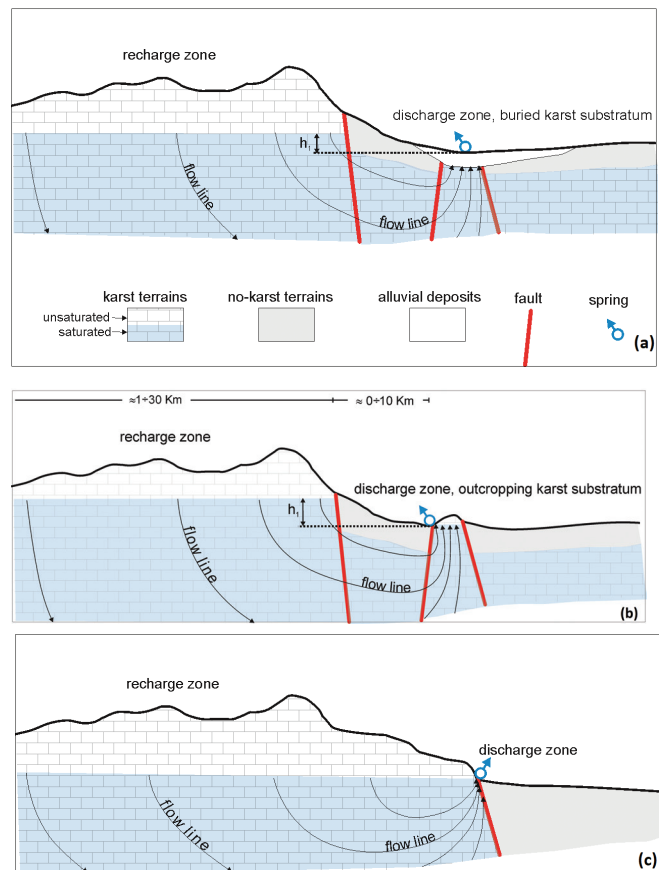 recharge zone
discharge zone, buried karst substratum
h1
flow line
flow line
karst terrains
no-karst terrains
alluvial deposits
fault
spring
unsaturated
saturated
(a)
≈1÷30 Km
≈ 0÷10 Km
recharge zone
discharge zone, outcropping karst substratum
h1
flow line
flow line
(b)
recharge zone
discharge zone
flow line
flow line
(c)